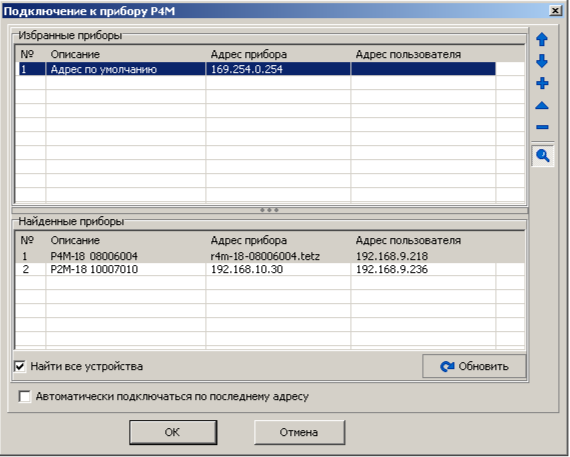 Подключение к прибору Р4М
Избранные приборы
№ Описание Адрес прибора Адрес пользователя
1 Адрес по умолчанию 169.254.0.254
Найденные приборы
№ Описание Адрес прибора Адрес пользователя
1 Р4М-18 08006004 r4m-18-08006004.tetz 192.168.9.218
2 Р2М-18 10007010 192.168.10.30 192.168.9.236
Найти все устройства
Обновить
Автоматически подключаться по последнему адресу
OK Отмена